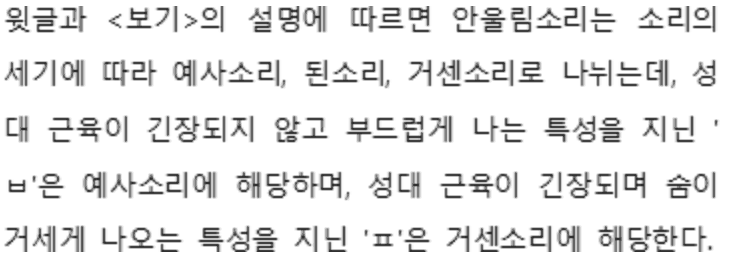 윗글과 <보기>의 설명에 따르면 안울림소리는 소리의
세기에 따라 예사소리, 된소리, 거센소리로 나뉘는데, 성
대 근육이 긴장되지 않고 부드럽게 나는 특성을 지닌 '
ㅂ'은 예사소리에 해당하며, 성대 근육이 긴장되며 숨이
거세게 나오는 특성을 지닌 'ㅍ'은 거센소리에 해당한다.